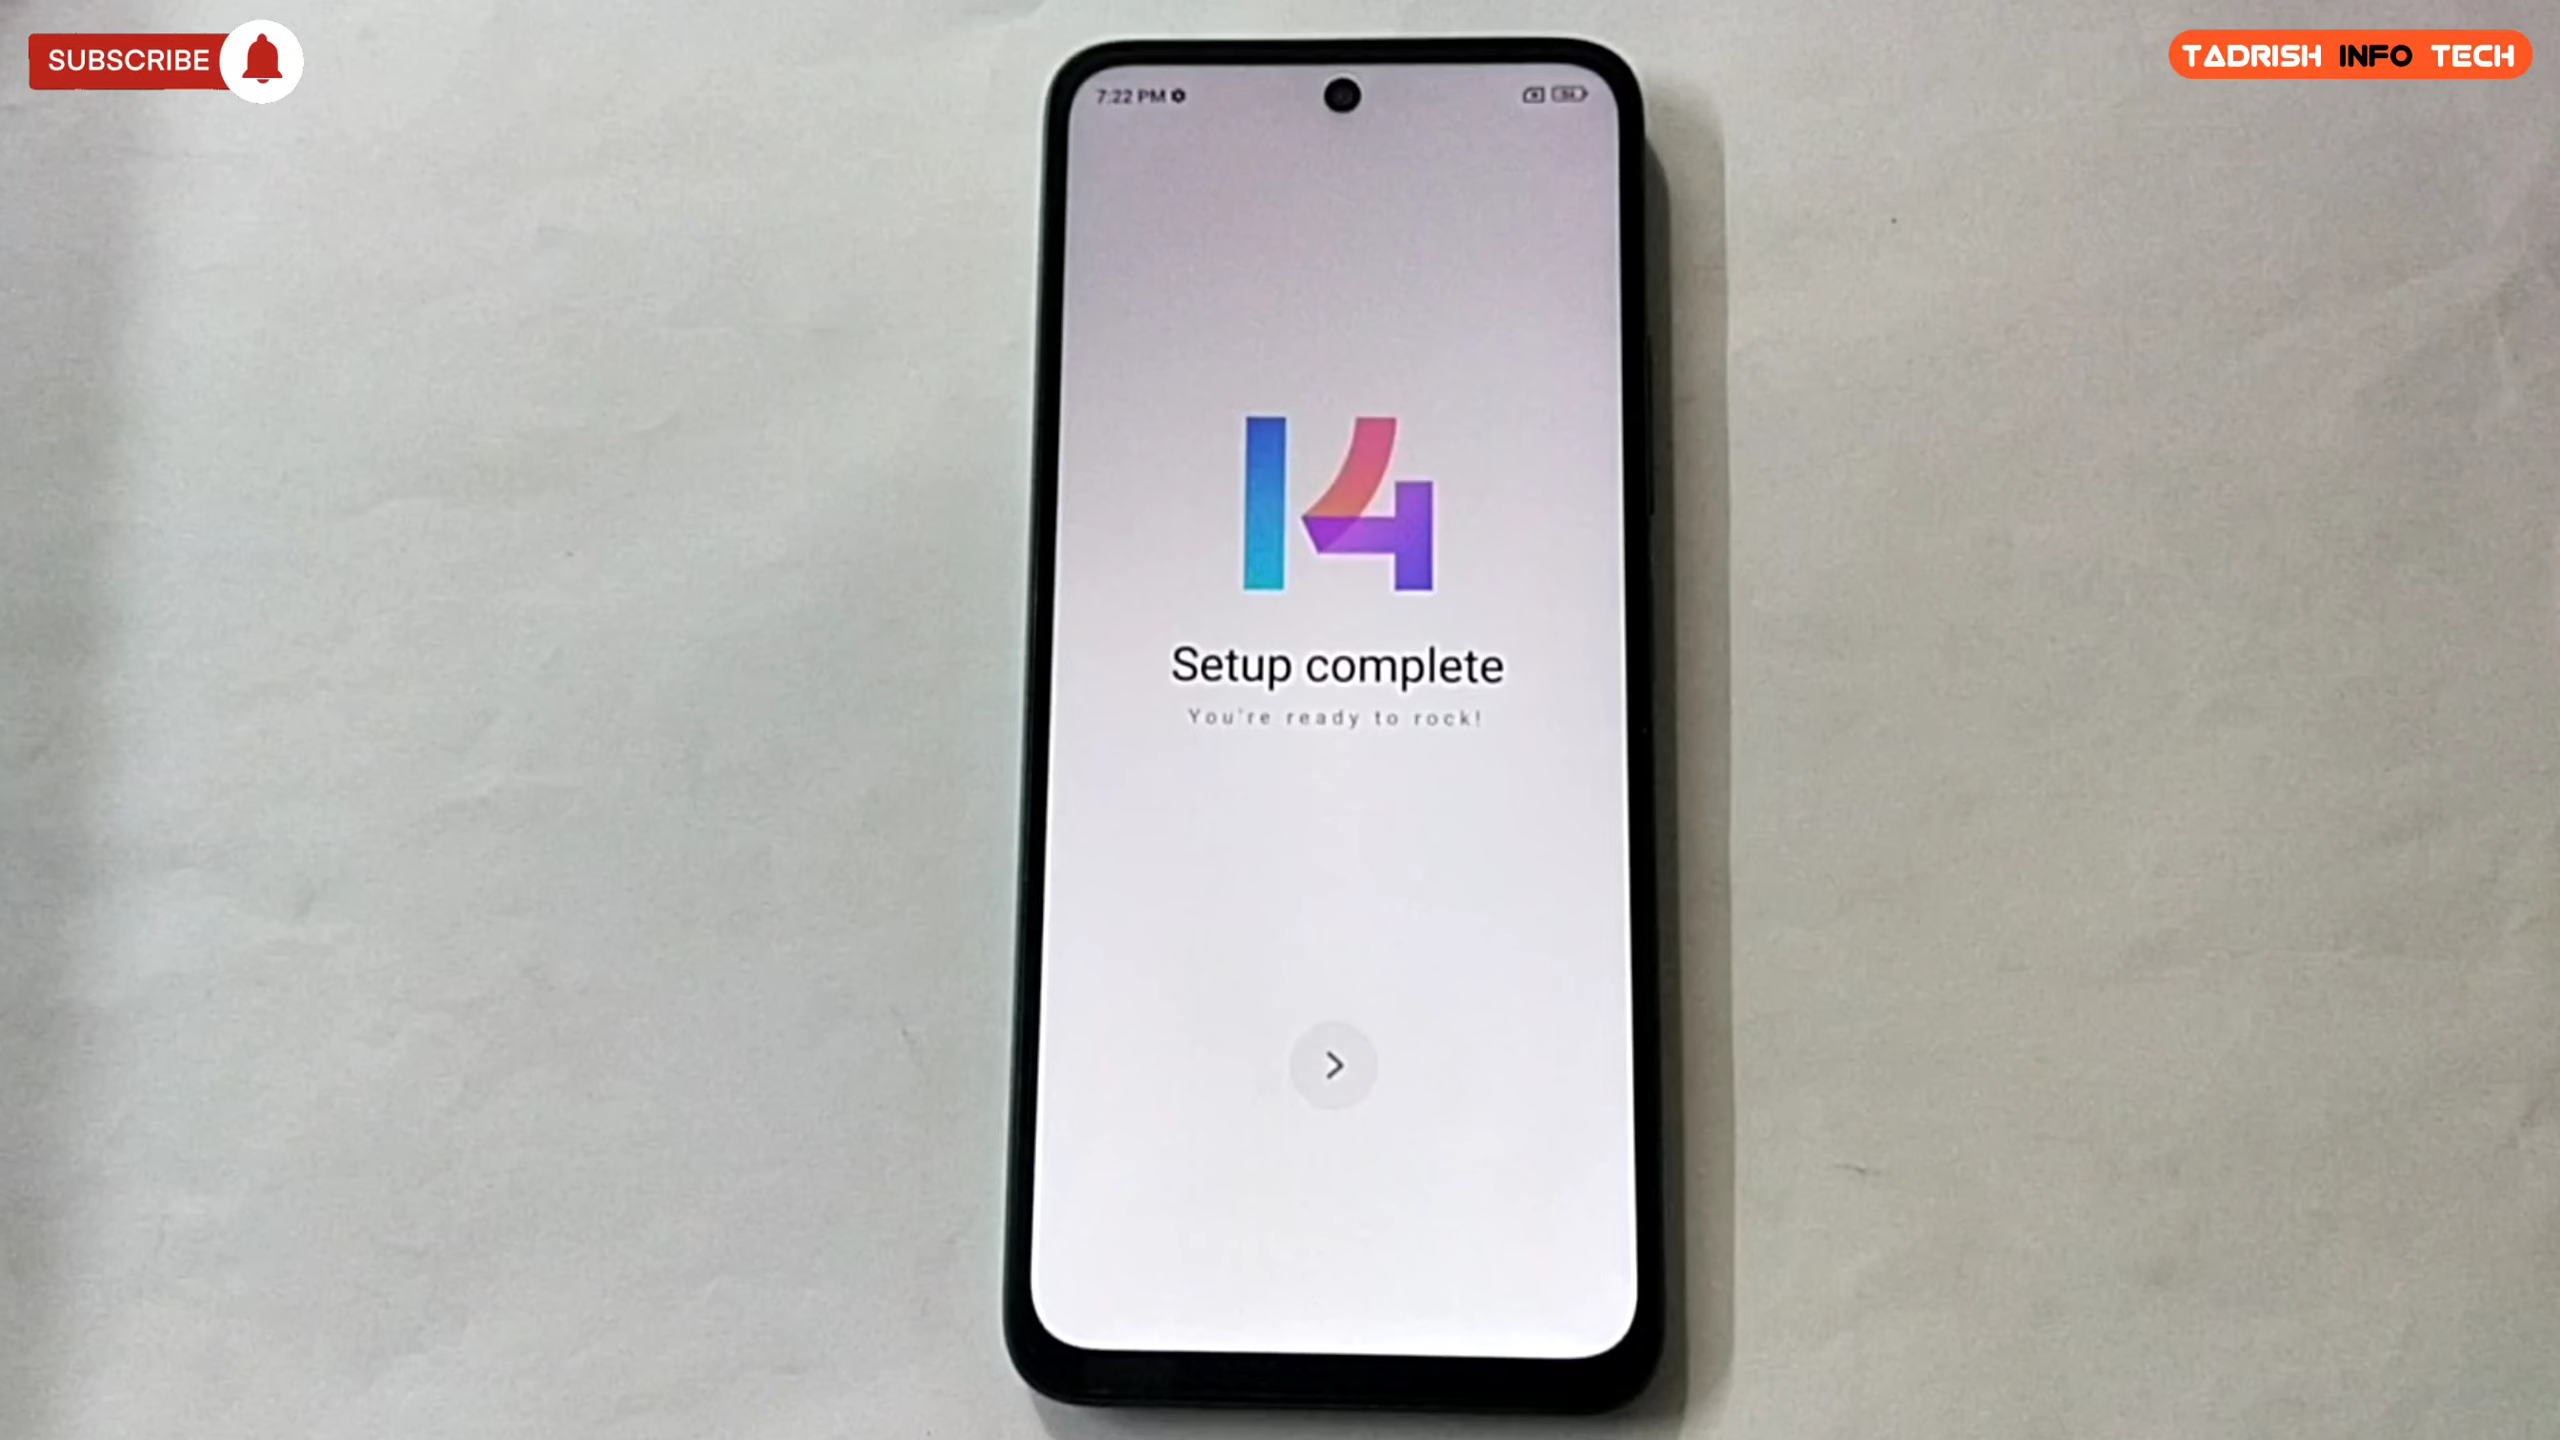 SUBSCRIBE
TADRISH INFO TECH
7:22 PM
14
Setup complete
You're ready to rock!